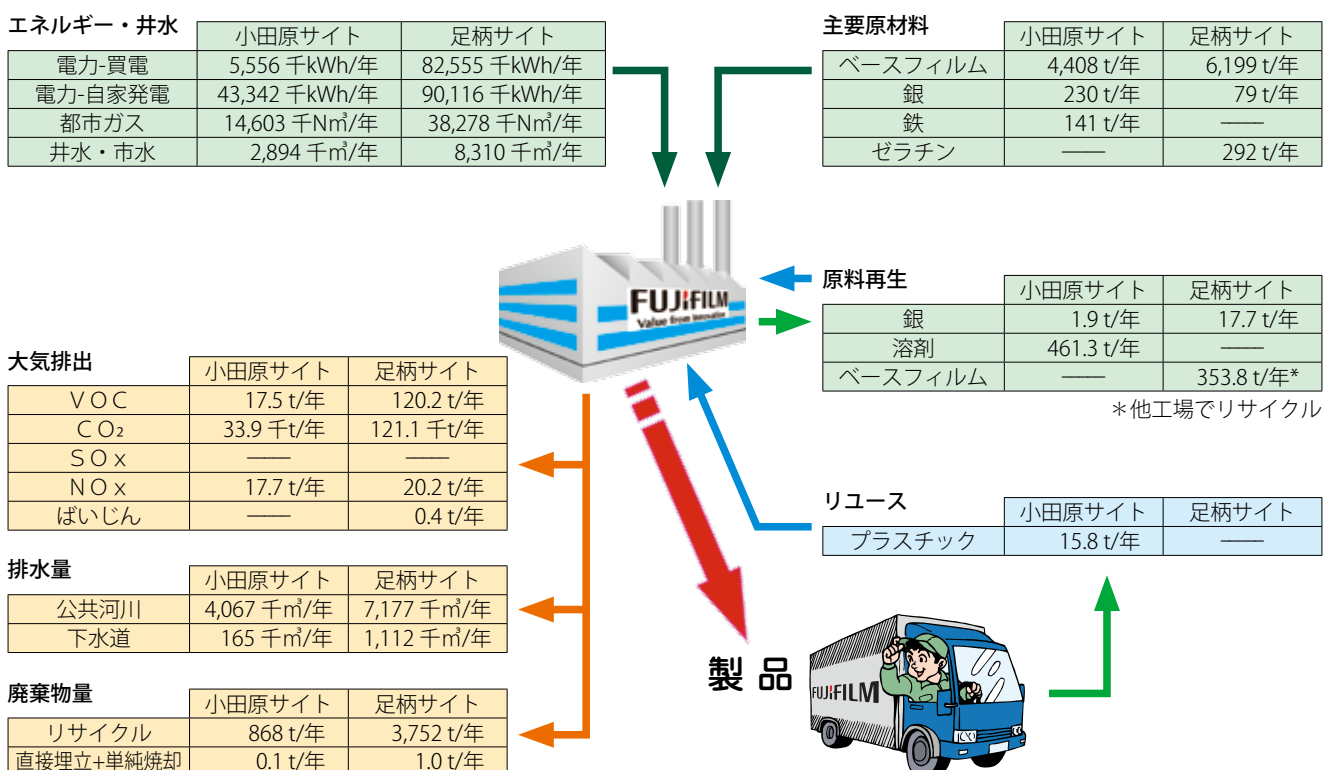 エネルギー・井水
小田原サイト 足柄サイト
電力-買電 5,556 千kWh/年 82,555 千kWh/年
電力-自家発電 43,342 千kWh/年 90,116 千kWh/年
都市ガス 14,603 千N㎥/年 38,278 千N㎥/年
井水・市水 2,894 千㎥/年 8,310 千㎥/年
主要原材料
小田原サイト 足柄サイト
ベースフィルム 4,408 t/年 6,199 t/年
銀 230 t/年 79 t/年
鉄 141 t/年 ──
ゼラチン ── 292 t/年
FUJIFILM
Value from Innovation
原料再生
小田原サイト 足柄サイト
銀 1.9 t/年 17.7 t/年
溶剤 461.3 t/年 ──
ベースフィルム ── 353.8 t/年*
＊他工場でリサイクル
大気排出
小田原サイト 足柄サイト
ＶＯＣ 17.5 t/年 120.2 t/年
ＣＯ₂ 33.9 千t/年 121.1 千t/年
ＳＯｘ ── ──
ＮＯｘ 17.7 t/年 20.2 t/年
ばいじん ── 0.4 t/年
リユース
小田原サイト 足柄サイト
プラスチック 15.8 t/年 ──
排水量
小田原サイト 足柄サイト
公共河川 4,067 千㎥/年 7,177 千㎥/年
下水道 165 千㎥/年 1,112 千㎥/年
製品
FUJIFILM
廃棄物量
小田原サイト 足柄サイト
リサイクル 868 t/年 3,752 t/年
直接埋立+単純焼却 0.1 t/年 1.0 t/年